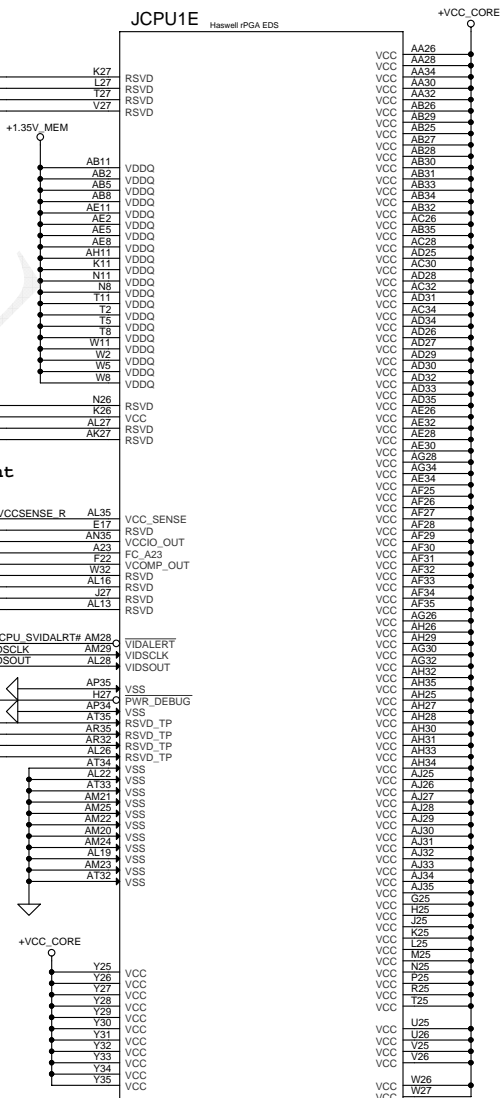 JCPU1E Haswell rPGA EDS
+VCC_CORE
K27 RSVD
L27 RSVD
T27 RSVD
V27 RSVD
+1.35V_MEM
AB11 VDDQ
AB2 VDDQ
AB5 VDDQ
AB8 VDDQ
AE11 VDDQ
AE2 VDDQ
AE5 VDDQ
AE8 VDDQ
AH11 VDDQ
K11 VDDQ
N11 VDDQ
N8 VDDQ
T11 VDDQ
T2 VDDQ
T5 VDDQ
T8 VDDQ
W11 VDDQ
W2 VDDQ
W5 VDDQ
W8 VDDQ
N26 RSVD
K26 VCC
AL27 RSVD
AK27 RSVD
nt
VCCSENSE_R AL35 VCC_SENSE
E17 RSVD
AN35 VCCIO_OUT
A23 FC_A23
F22 VCOMP_OUT
W32 RSVD
AL16 RSVD
J27 RSVD
AL13 RSVD
CPU_SVIDALRT# AM28 VIDALERT
DSCLK AM29 VIDSCLK
DSOUT AL28 VIDSOUT
AP35 VSS
H27 PWR_DEBUG
AP34 VSS
AT35 RSVD_TP
AR35 RSVD_TP
AR32 RSVD_TP
AL26 RSVD_TP
AT34 VSS
AL22 VSS
AT33 VSS
AM21 VSS
AM25 VSS
AM22 VSS
AM20 VSS
AM24 VSS
AL19 VSS
AM23 VSS
AT32 VSS
+VCC_CORE
Y25 VCC
Y26 VCC
Y27 VCC
Y28 VCC
Y29 VCC
Y30 VCC
Y31 VCC
Y32 VCC
Y33 VCC
Y34 VCC
Y35 VCC
VCC AA26
VCC AA28
VCC AA34
VCC AA30
VCC AA32
VCC AB26
VCC AB29
VCC AB25
VCC AB27
VCC AB28
VCC AB30
VCC AB31
VCC AB33
VCC AB34
VCC AB32
VCC AC26
VCC AB35
VCC AC28
VCC AD25
VCC AC30
VCC AD28
VCC AC32
VCC AD31
VCC AC34
VCC AD34
VCC AD26
VCC AD27
VCC AD29
VCC AD30
VCC AD32
VCC AD33
VCC AD35
VCC AE26
VCC AE32
VCC AE28
VCC AE30
VCC AG28
VCC AG34
VCC AE34
VCC AF25
VCC AF26
VCC AF27
VCC AF28
VCC AF29
VCC AF30
VCC AF31
VCC AF32
VCC AF33
VCC AF34
VCC AF35
VCC AG26
VCC AH26
VCC AH29
VCC AG30
VCC AG32
VCC AH32
VCC AH35
VCC AH25
VCC AH27
VCC AH28
VCC AH30
VCC AH31
VCC AH33
VCC AH34
VCC AJ25
VCC AJ26
VCC AJ27
VCC AJ28
VCC AJ29
VCC AJ30
VCC AJ31
VCC AJ32
VCC AJ33
VCC AJ34
VCC AJ35
VCC G25
VCC H25
VCC J25
VCC K25
VCC L25
VCC M25
VCC N25
VCC P25
VCC R25
VCC T25
VCC U25
VCC U26
VCC V25
VCC V26
VCC W26
VCC W27